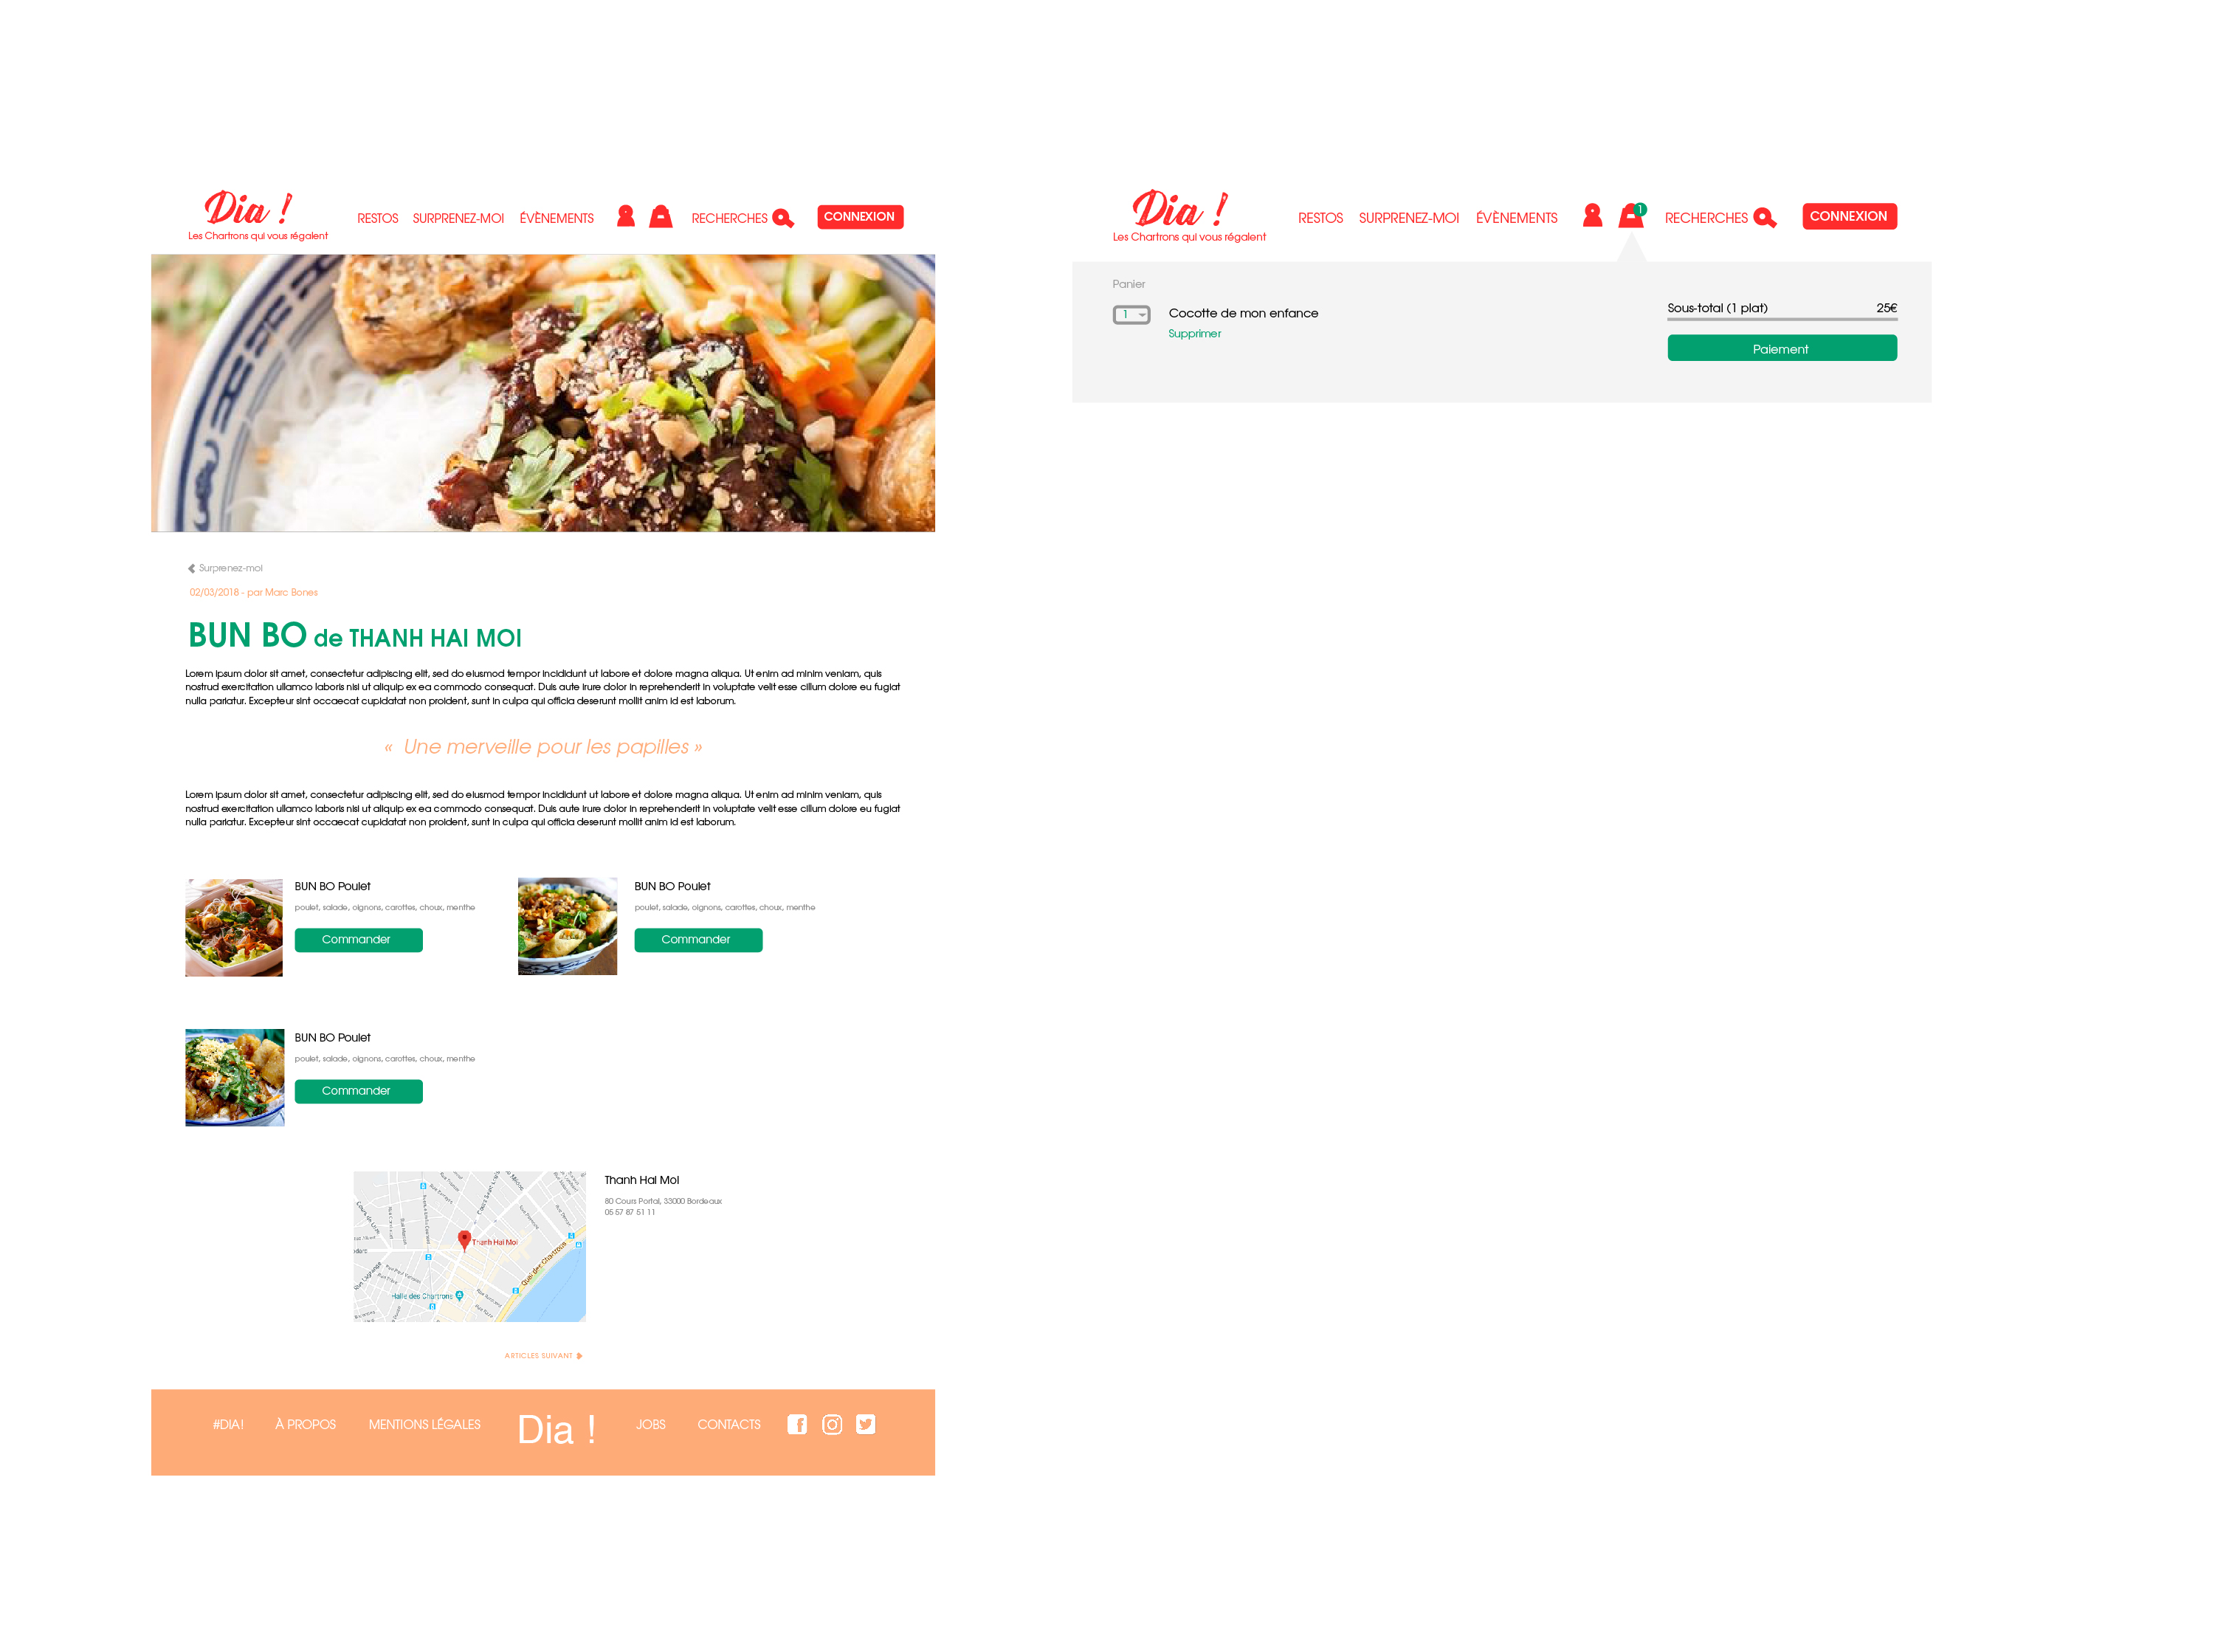 Dia !
Les Chartrons qui vous régalent
RESTOS SURPRENEZ-MOI ÉVÈNEMENTS RECHERCHES CONNEXION
Surprenez-moi
02/03/2018 - par Marc Bones
BUN BO de THANH HAI MOI
Lorem ipsum dolor sit amet, consectetur adipiscing elit, sed do eiusmod tempor incididunt ut labore et dolore magna aliqua. Ut enim ad minim veniam, quis
nostrud exercitation ullamco laboris nisi ut aliquip ex ea commodo consequat. Duis aute irure dolor in reprehenderit in voluptate velit esse cillum dolore eu fugiat
nulla pariatur. Excepteur sint occaecat cupidatat non proident, sunt in culpa qui officia deserunt mollit anim id est laborum.
« Une merveille pour les papilles »
Lorem ipsum dolor sit amet, consectetur adipiscing elit, sed do eiusmod tempor incididunt ut labore et dolore magna aliqua. Ut enim ad minim veniam, quis
nostrud exercitation ullamco laboris nisi ut aliquip ex ea commodo consequat. Duis aute irure dolor in reprehenderit in voluptate velit esse cillum dolore eu fugiat
nulla pariatur. Excepteur sint occaecat cupidatat non proident, sunt in culpa qui officia deserunt mollit anim id est laborum.
BUN BO Poulet
poulet, salade, oignons, carottes, choux, menthe
Commander
BUN BO Poulet
poulet, salade, oignons, carottes, choux, menthe
Commander
BUN BO Poulet
poulet, salade, oignons, carottes, choux, menthe
Commander
Thanh Hai Moi
Quai des Chartrons
Halle des Chartrons
Thanh Hai Moi
80 Cours Portal, 33000 Bordeaux
05 57 87 51 11
ARTICLES SUIVANT
#DIA! À PROPOS MENTIONS LÉGALES Dia ! JOBS CONTACTS
Dia !
Les Chartrons qui vous régalent
RESTOS SURPRENEZ-MOI ÉVÈNEMENTS 1 RECHERCHES CONNEXION
Panier
1 Cocotte de mon enfance
Supprimer
Sous-total (1 plat) 25€
Paiement